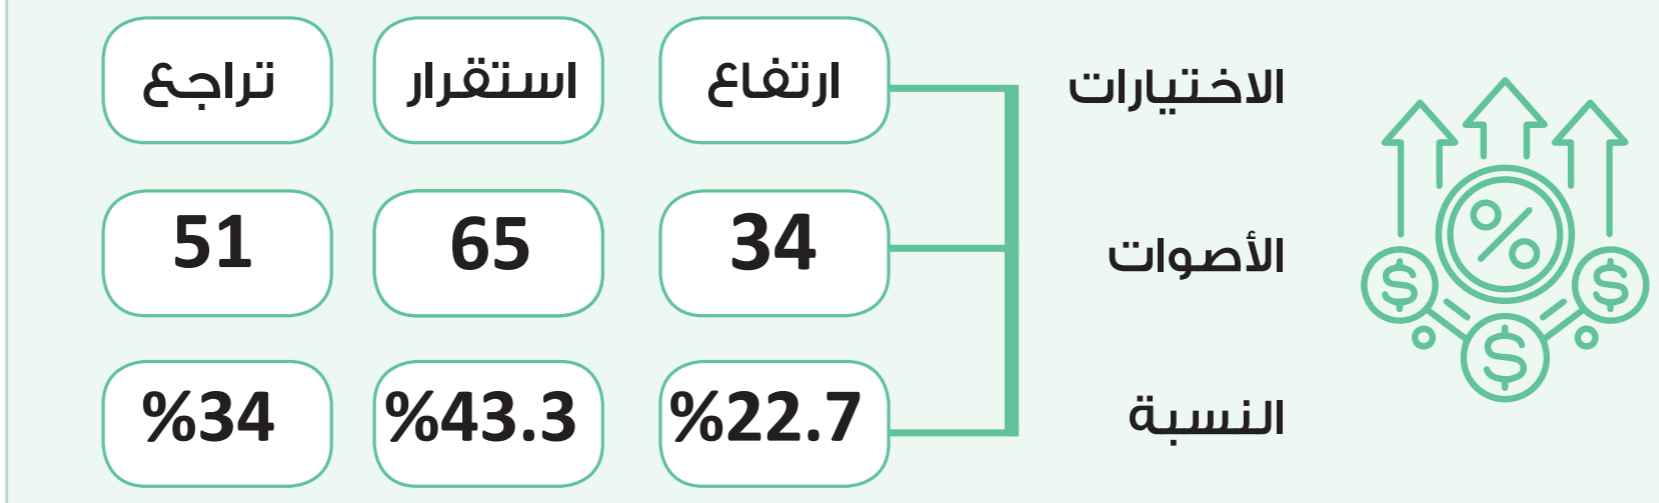 الاختيارات ارتفاع استقرار تراجع
الأصوات 34 65 51
النسبة %22.7 %43.3 %34